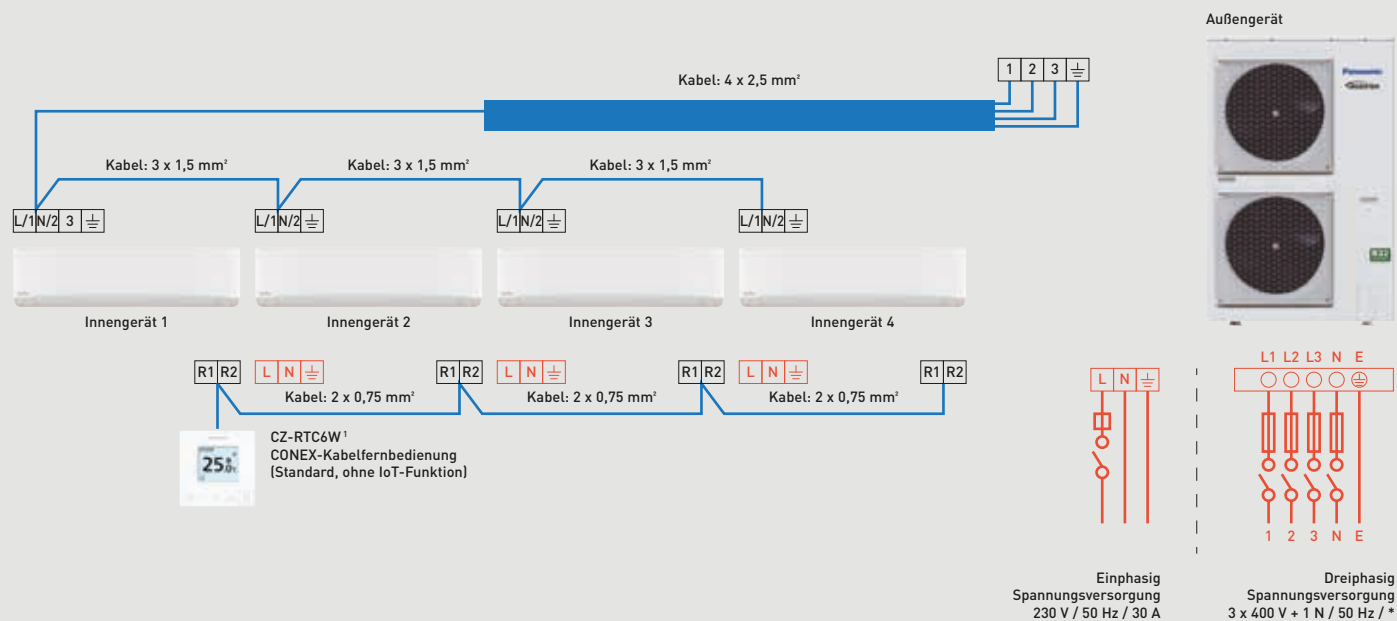 Außengerät
1 2 3
Kabel: 4 x 2,5 mm²
Panasonic
Kabel: 3 x 1,5 mm² Kabel: 3 x 1,5 mm² Kabel: 3 x 1,5 mm²
L/1 N/2 3 L/1 N/2 L/1 N/2 L/1 N/2
R32
Innengerät 1 Innengerät 2 Innengerät 3 Innengerät 4
R1 R2 L N R1 R2 L N R1 R2 L N R1 R2
Kabel: 2 x 0,75 mm² Kabel: 2 x 0,75 mm² Kabel: 2 x 0,75 mm²
CZ-RTC6W¹
CONEX-Kabelfernbedienung
(Standard, ohne IoT-Funktion)
25
L N
L1 L2 L3 N E
1 2 3 N E
Einphasig
Spannungsversorgung
230 V / 50 Hz / 30 A
Dreiphasig
Spannungsversorgung
3 x 400 V + 1 N / 50 Hz / *